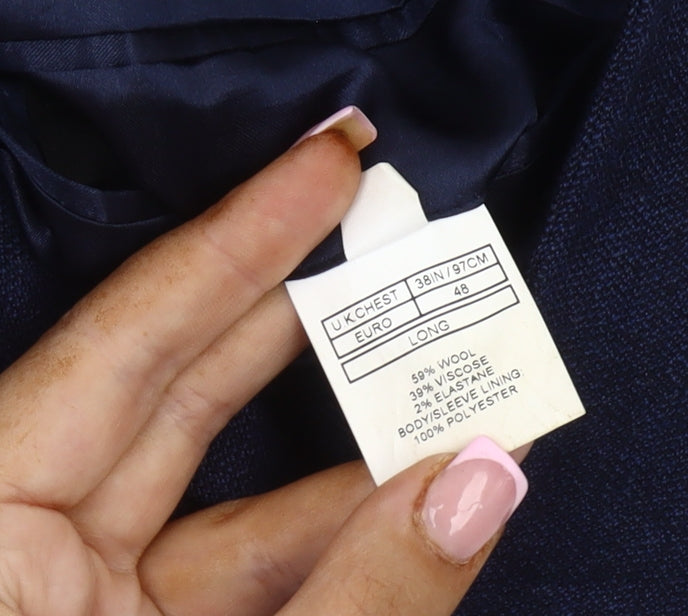 U.K.CHEST 38IN / 97CM
EURO 48
LONG
59% WOOL
39% VISCOSE
2% ELASTANE
BODY/SLEEVE LINING:
100% POLYESTER